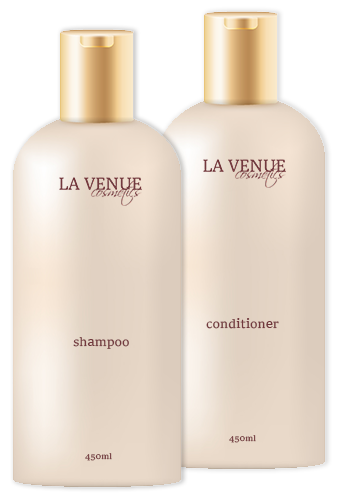 LA VENUE
cosmetics
shampoo
450ml
LA VENUE
cosmetics
conditioner
450ml